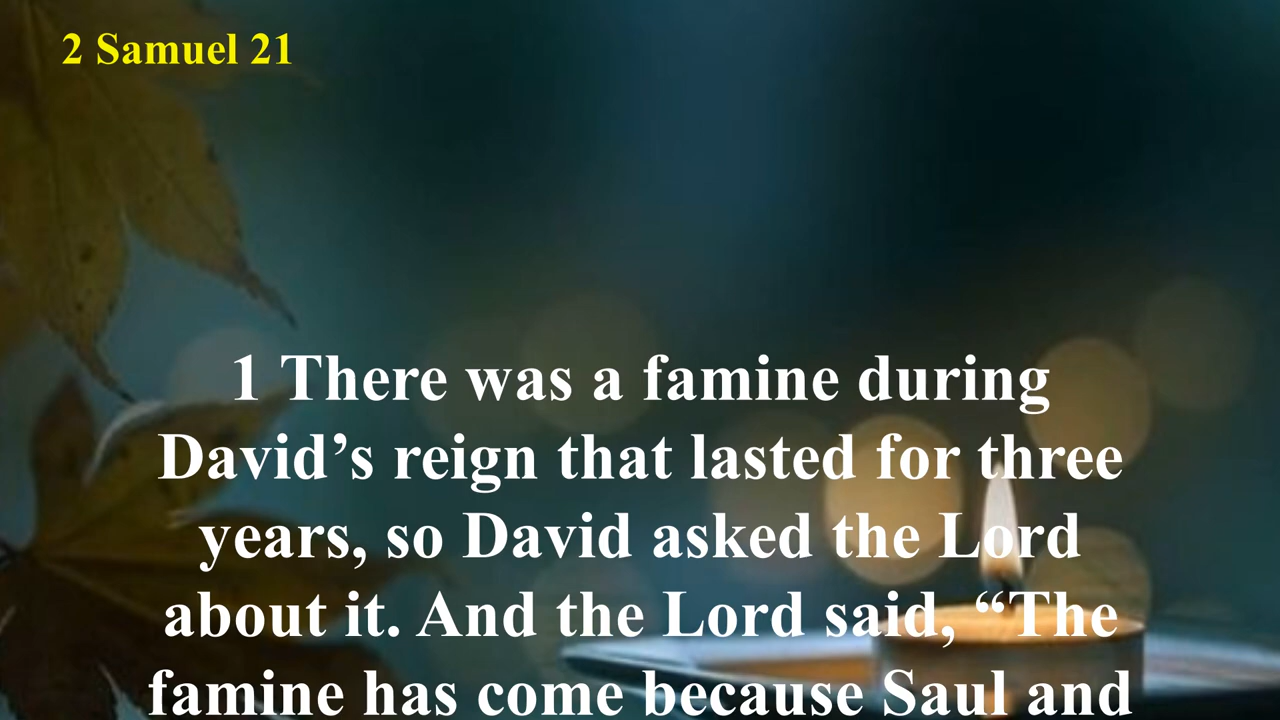 2 Samuel 21
1 There was a famine during
David’s reign that lasted for three
years, so David asked the Lord
about it. And the Lord said, “The
famine has come because Saul and